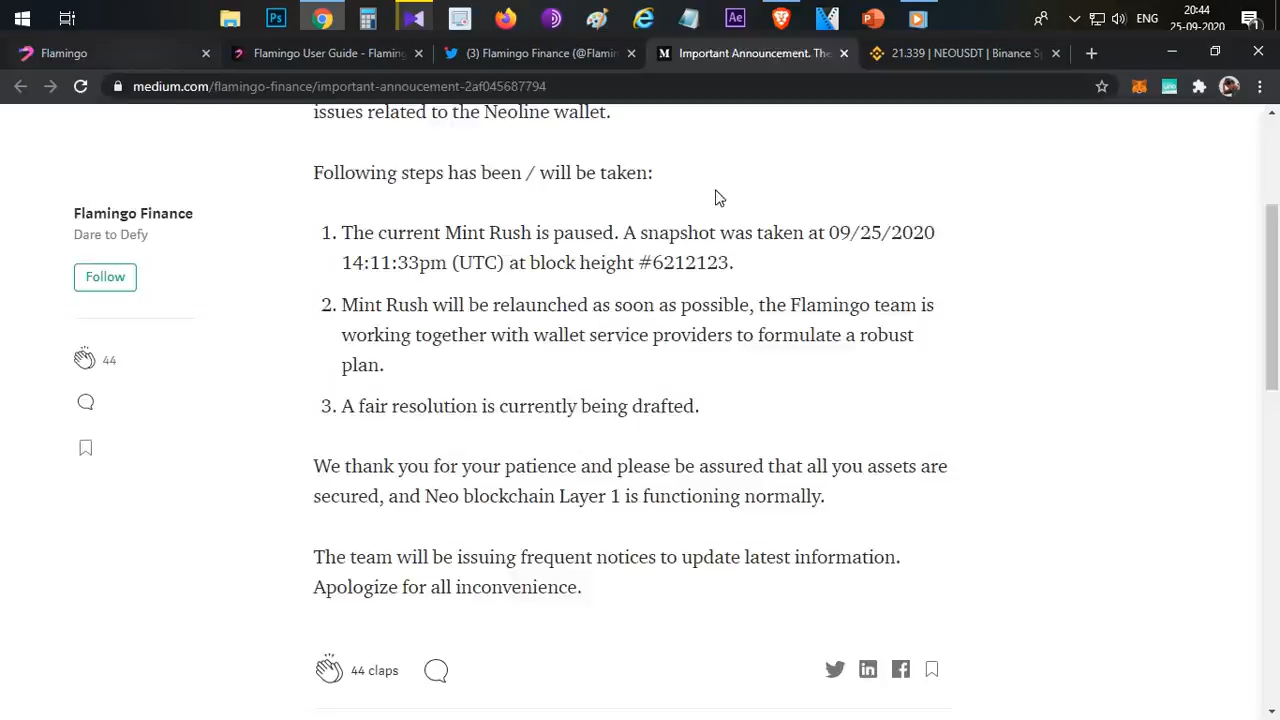 20:44
ENG
25-09-2020
Flamingo
Flamingo User Guide - Flaming
(3) Flamingo Finance (@Flamin
Important Announcement. The
21.339 | NEOUSDT | Binance Sp
medium.com/flamingo-finance/important-annoucement-2af045687794
issues related to the Neoline wallet.
Following steps has been / will be taken:
Flamingo Finance
Dare to Defy
Follow
44
1. The current Mint Rush is paused. A snapshot was taken at 09/25/2020
14:11:33pm (UTC) at block height #6212123.
2. Mint Rush will be relaunched as soon as possible, the Flamingo team is
working together with wallet service providers to formulate a robust
plan.
3. A fair resolution is currently being drafted.
We thank you for your patience and please be assured that all you assets are
secured, and Neo blockchain Layer 1 is functioning normally.
The team will be issuing frequent notices to update latest information.
Apologize for all inconvenience.
44 claps